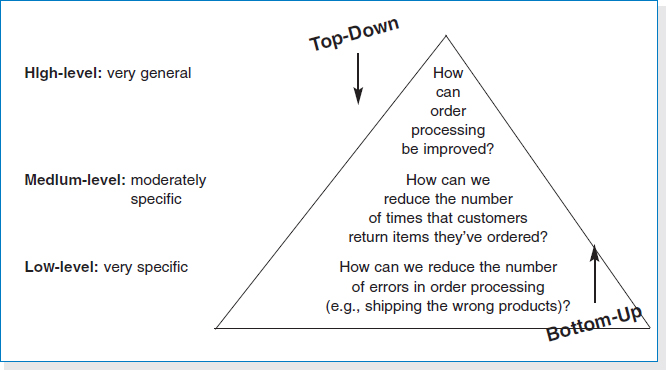 Top-Down
High-level: very general
How
can
order
processing
be improved?
Medium-level: moderately
specific
How can we
reduce the number
of times that customers
return items they've ordered?
Low-level: very specific
How can we reduce the number
of errors in order processing
(e.g., shipping the wrong products)?
Bottom-Up